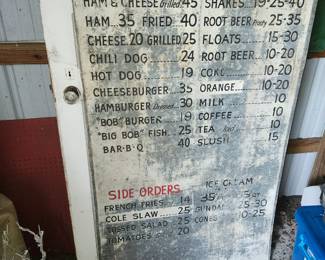 HAM & CHEESE Grilled 45 SHAKES 19-25-40
HAM. 35 FRIED 40 ROOT BEER Frosty 25-35
CHEESE. 20 GRILLED 25 FLOATS 15-30
CHILI DOG 24 ROOT BEER 10-20
HOT DOG 19 COKE 10-20
CHEESEBURGER 35 ORANGE 10-20
HAMBURGER Dressed 30 MILK 10
"BOB" BURGER 19 COFFEE 10
"BIG BOB" FISH 25 TEA Iced 10
BAR-B-Q 40 SLUSH 15
SIDE ORDERS ICE CREAM
FRENCH FRIES 14
COLE SLAW 25 SUNDAE 25-30
TOSSED SALAD 25 CONES 10-25
TOMATOES 20